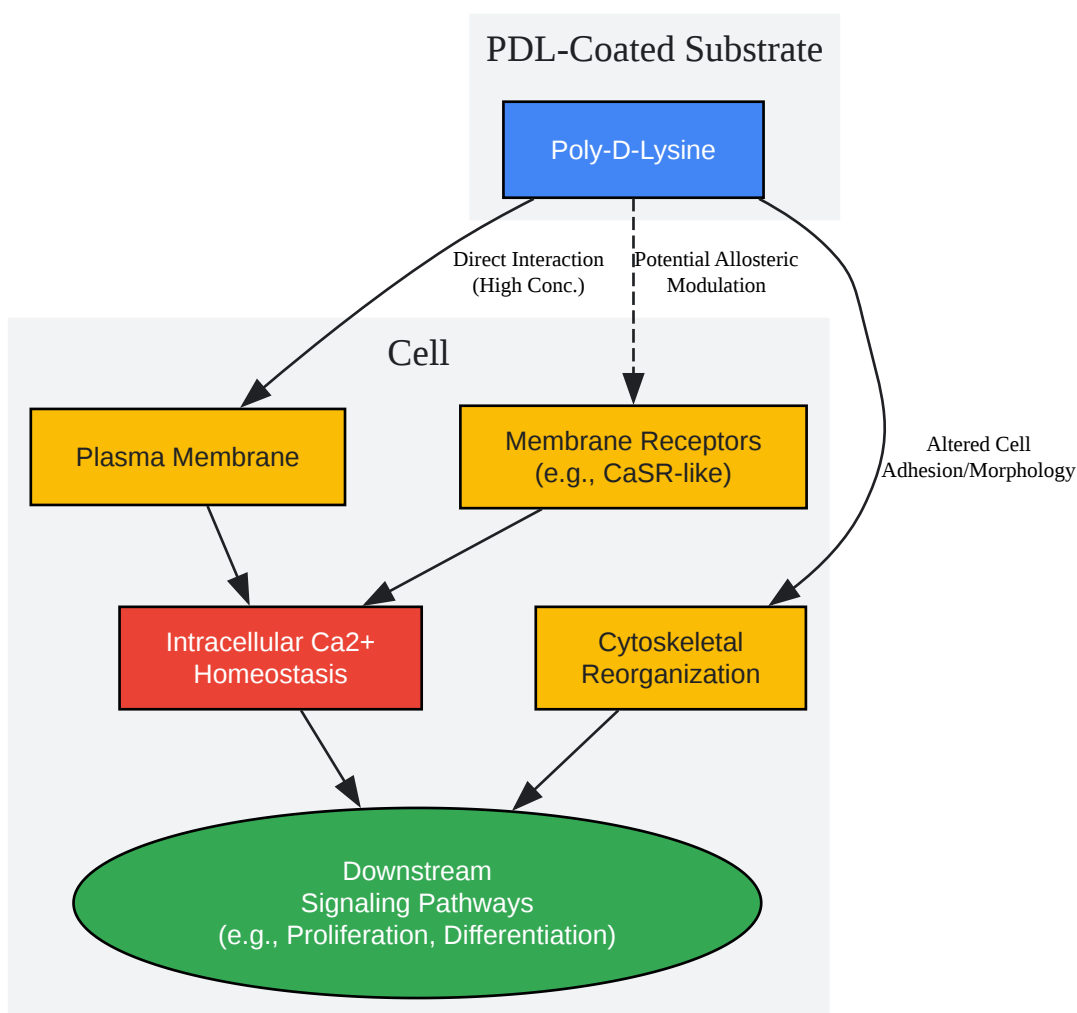 PDL-Coated Substrate
Poly-D-Lysine
Direct Interaction
(High Conc.)
Potential Allosteric
Modulation
Cell
Plasma Membrane
Membrane Receptors
(e.g., CaSR-like)
Altered Cell
Adhesion/Morphology
Intracellular Ca2+
Homeostasis
Cytoskeletal
Reorganization
Downstream
Signaling Pathways
(e.g., Proliferation, Differentiation)